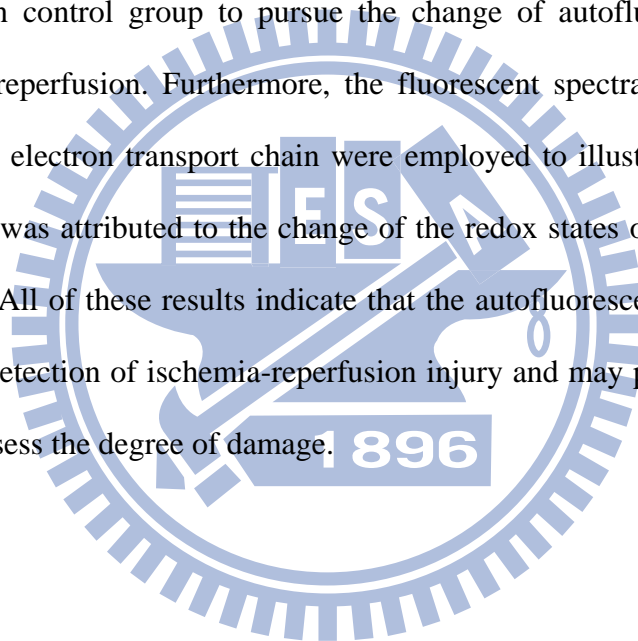 n control group to pursue the change of autoflu
reperfusion. Furthermore, the fluorescent spectra
electron transport chain were employed to illust
was attributed to the change of the redox states o
All of these results indicate that the autofluoresce
etection of ischemia-reperfusion injury and may p
sess the degree of damage.
ESA
1896